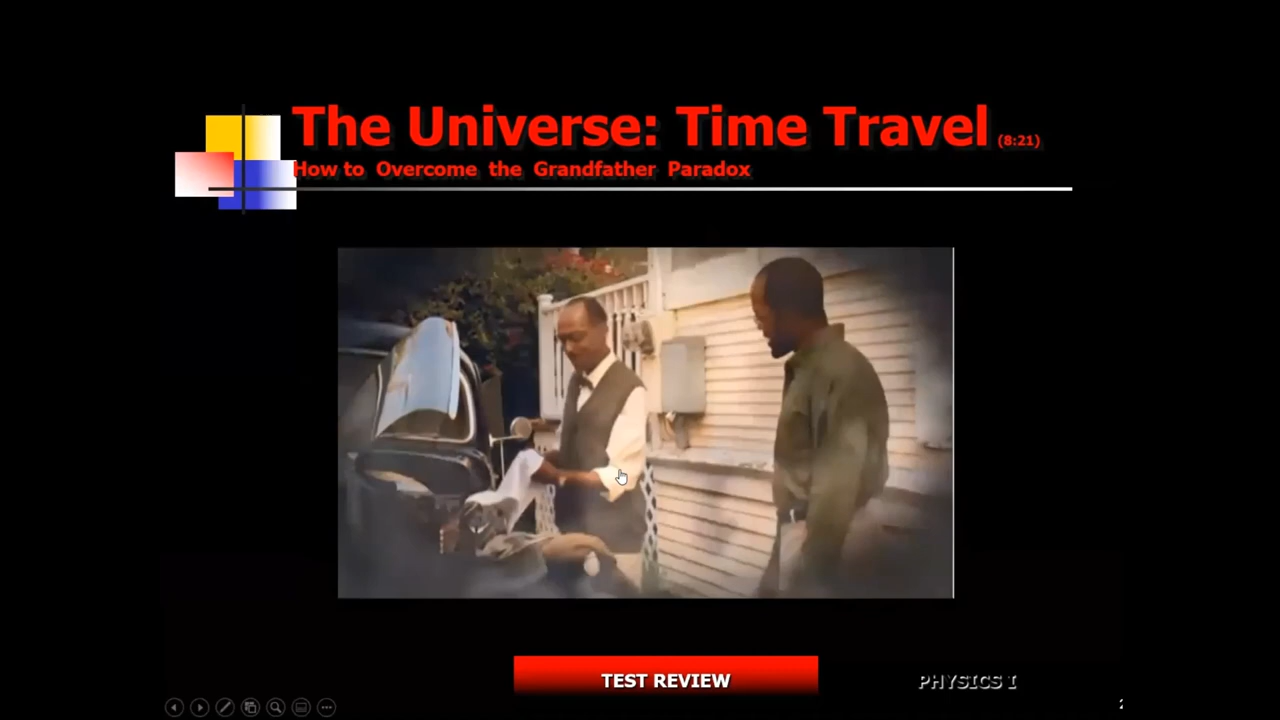 The Universe: Time Travel (8:21)
How to Overcome the Grandfather Paradox
TEST REVIEW
PHYSICS I